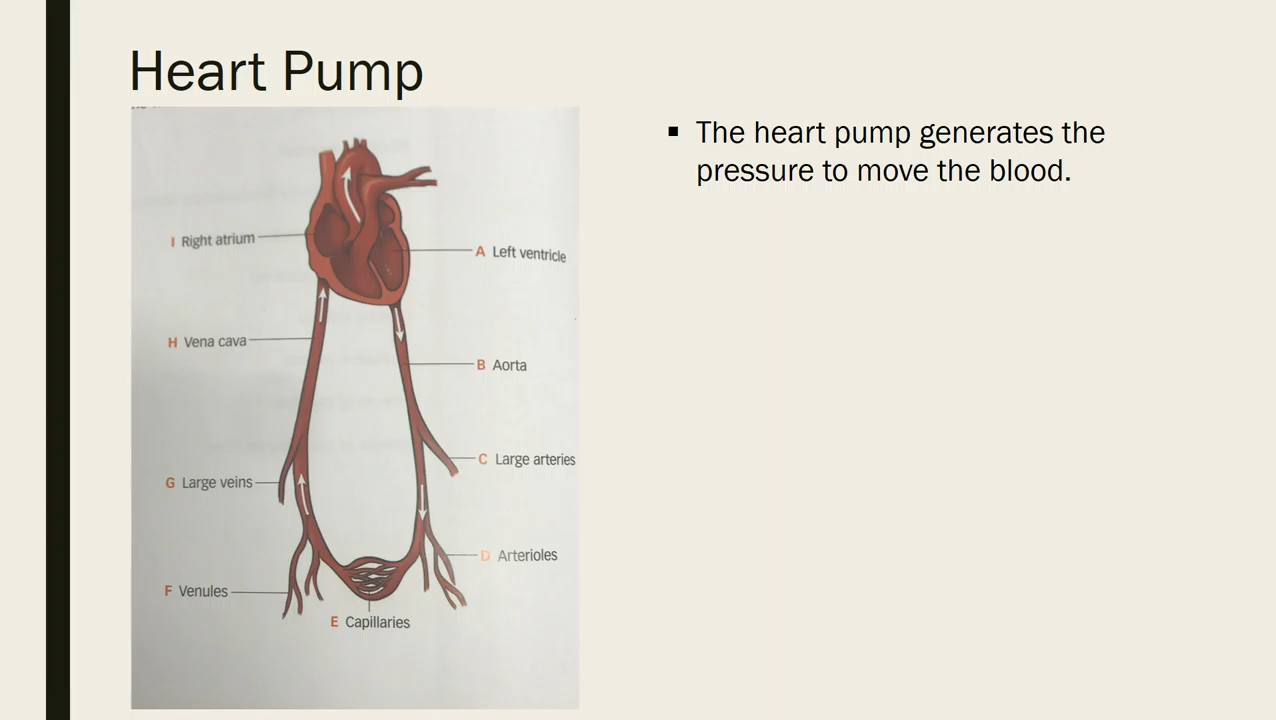 Heart Pump
The heart pump generates the
pressure to move the blood.
I Right atrium
A Left ventricle
H Vena cava
B Aorta
C Large arteries
G Large veins
D Arterioles
F Venules
E Capillaries